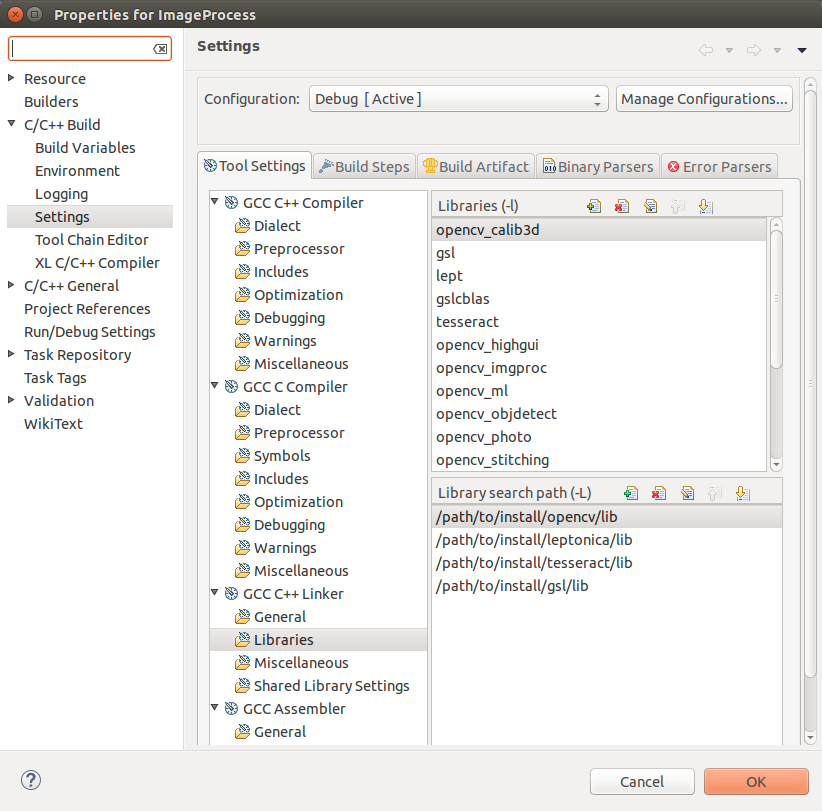 Properties for ImageProcess
Settings
Resource
Builders
C/C++ Build
Build Variables
Environment
Logging
Settings
Tool Chain Editor
XL C/C++ Compiler
C/C++ General
Project References
Run/Debug Settings
Task Repository
Task Tags
Validation
WikiText
Configuration: Debug [ Active ] Manage Configurations...
Tool Settings Build Steps Build Artifact Binary Parsers Error Parsers
GCC C++ Compiler
Dialect
Preprocessor
Includes
Optimization
Debugging
Warnings
Miscellaneous
GCC C Compiler
Dialect
Preprocessor
Symbols
Includes
Optimization
Debugging
Warnings
Miscellaneous
GCC C++ Linker
General
Libraries
Miscellaneous
Shared Library Settings
GCC Assembler
General
Libraries (-l)
opencv_calib3d
gsl
lept
gslcblas
tesseract
opencv_highgui
opencv_imgproc
opencv_ml
opencv_objdetect
opencv_photo
opencv_stitching
Library search path (-L)
/path/to/install/opencv/lib
/path/to/install/leptonica/lib
/path/to/install/tesseract/lib
/path/to/install/gsl/lib
? Cancel OK